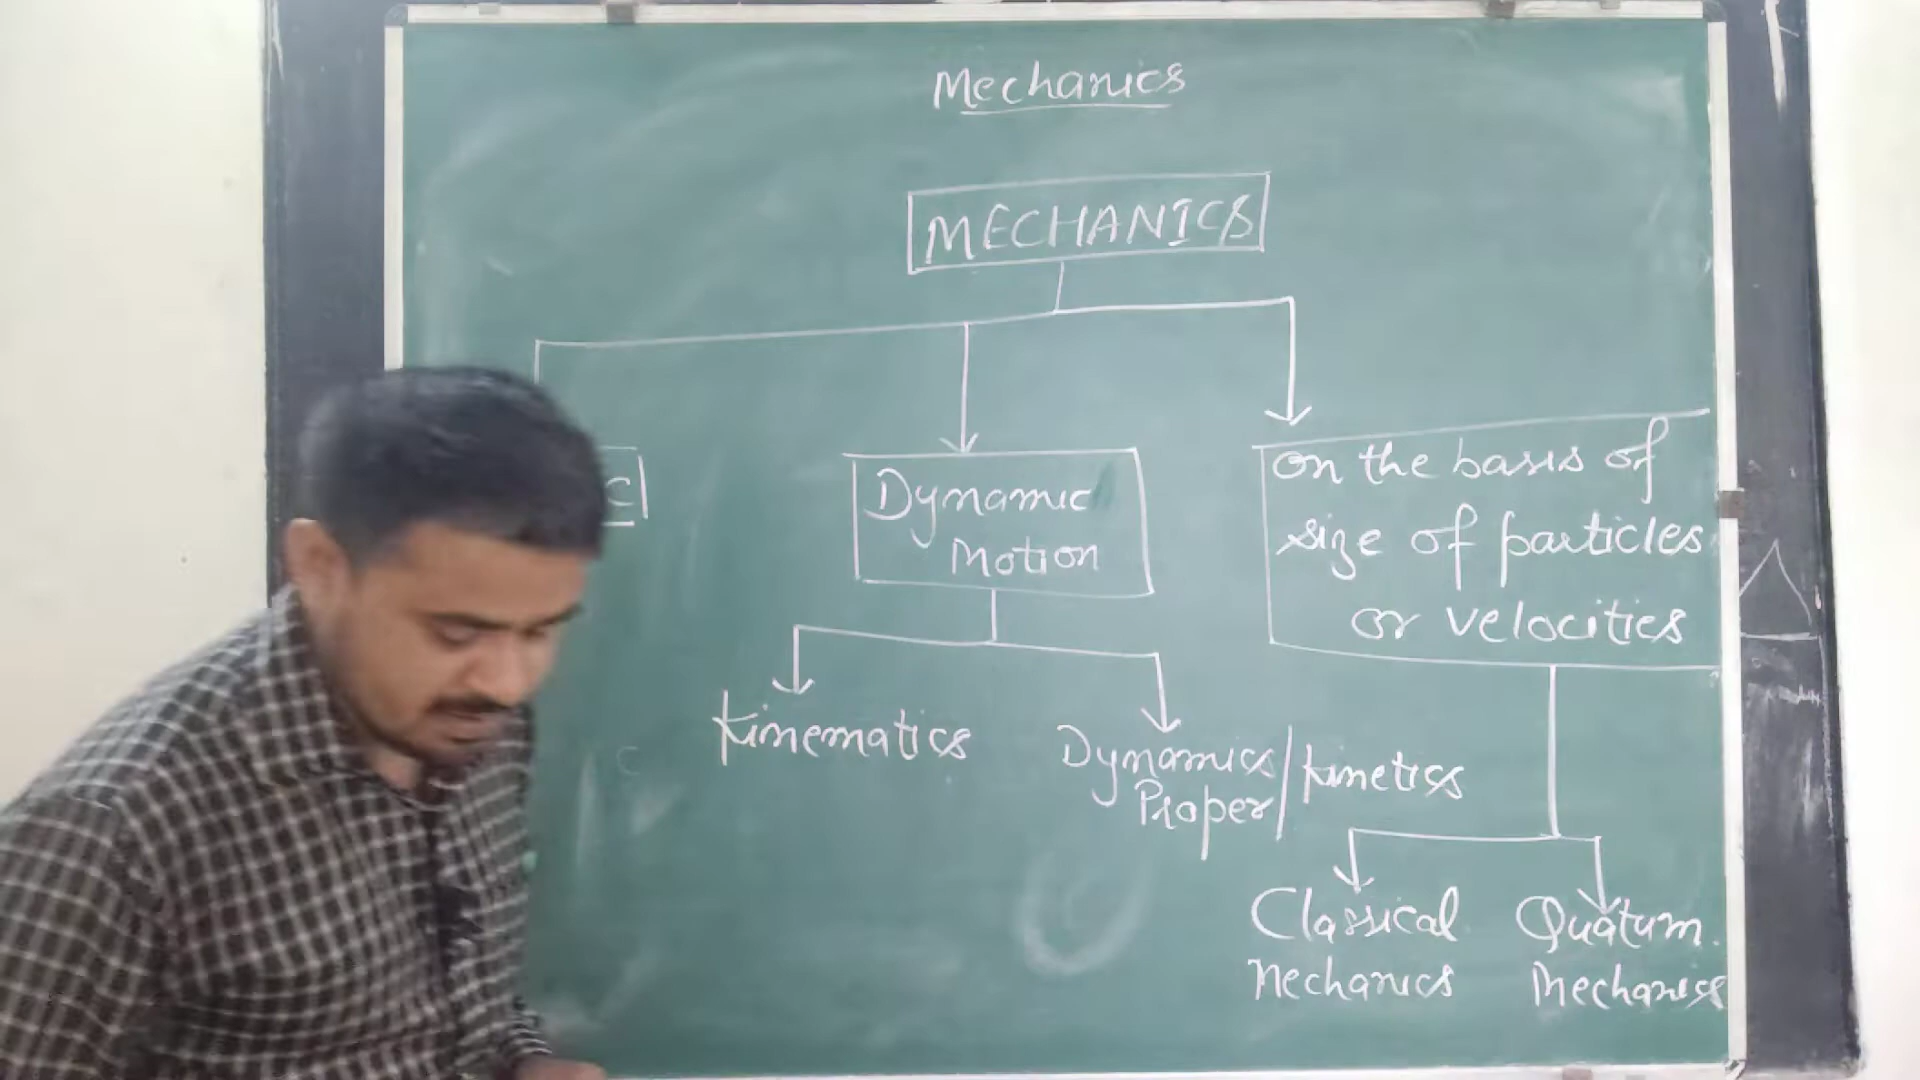 Mechanics
MECHANICS
Dynamic
Motion
on the basis of
size of particles
or velocities
Kinematics
Dynamics/Kinetics
Proper
Classical
Mechanics
Quatum
Mechanics